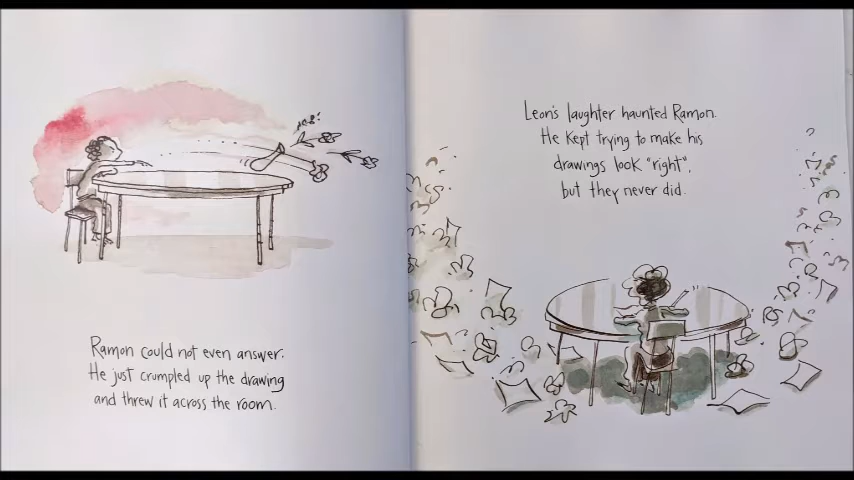 Ramon could not even answer.
He just crumpled up the drawing
and threw it across the room.
Leon's laughter haunted Ramon.
He kept trying to make his
drawings look "right",
but they never did.